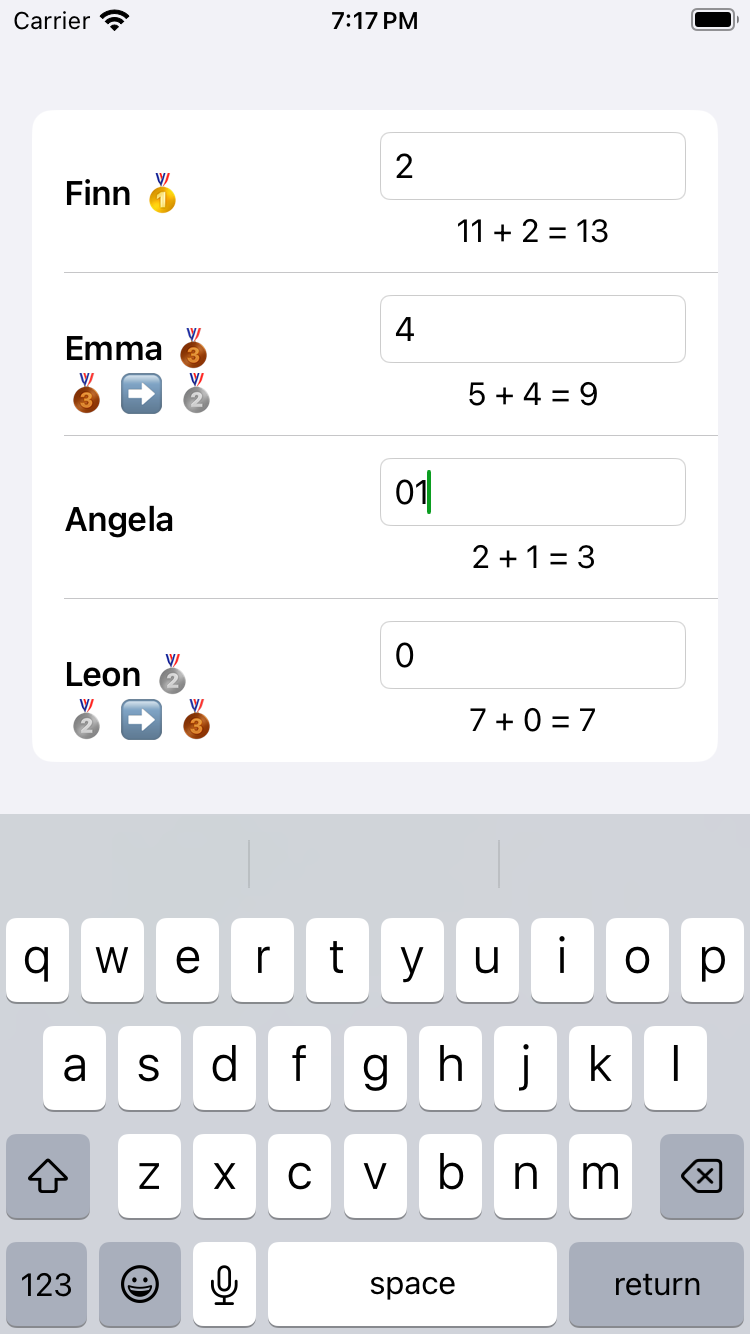 Carrier 7:17 PM
Finn 🥇 2
11 + 2 = 13
Emma 🥉 4
🥉 ➡️ 🥈 5 + 4 = 9
Angela 01
2 + 1 = 3
Leon 🥈 0
🥈 ➡️ 🥉 7 + 0 = 7
q w e r t y u i o p
a s d f g h j k l
z x c v b n m
123 space return